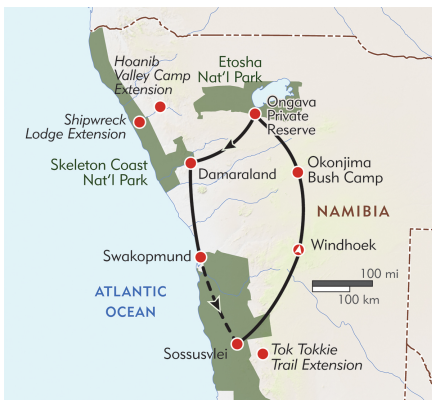 Hoanib
Valley Camp
Extension
Etosha
Nat'l Park
Shipwreck
Lodge Extension
Ongava
Private
Reserve
Skeleton Coast
Nat'l Park
Damaraland
Okonjima
Bush Camp
NAMIBIA
Swakopmund
Windhoek
ATLANTIC
OCEAN
100 mi
100 km
Sossusvlei
Tok Tokkie
Trail Extension